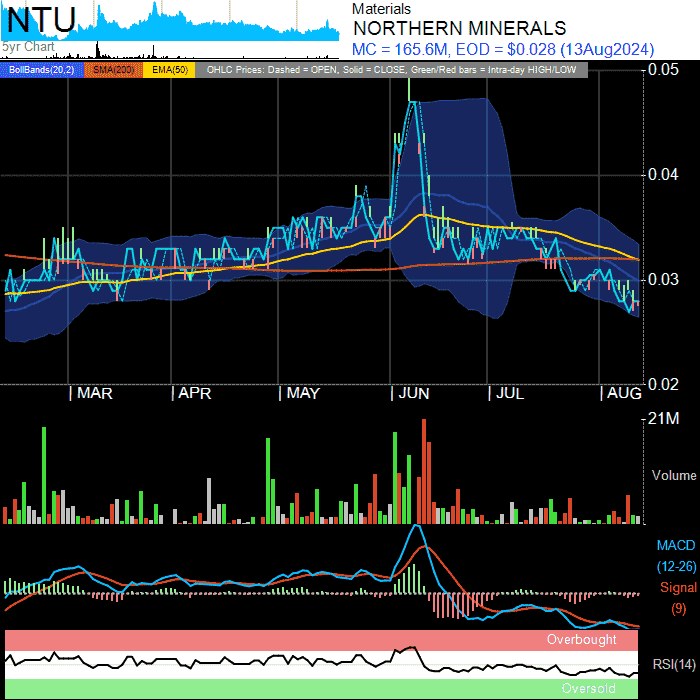 NTU
5yr Chart
Materials
NORTHERN MINERALS
MC = 165.6M, EOD = $0.028 (13Aug2024)
BollBands(20,2) SMA(200) EMA(50) OHLC Prices: Dashed = OPEN, Solid = CLOSE, Green/Red bars = Intra-day HIGH/LOW
0.05
0.04
0.03
0.02
| MAR | APR | MAY | JUN | JUL | AUG
21M
Volume
MACD
(12-26)
Signal
(9)
Overbought
RSI(14)
Oversold